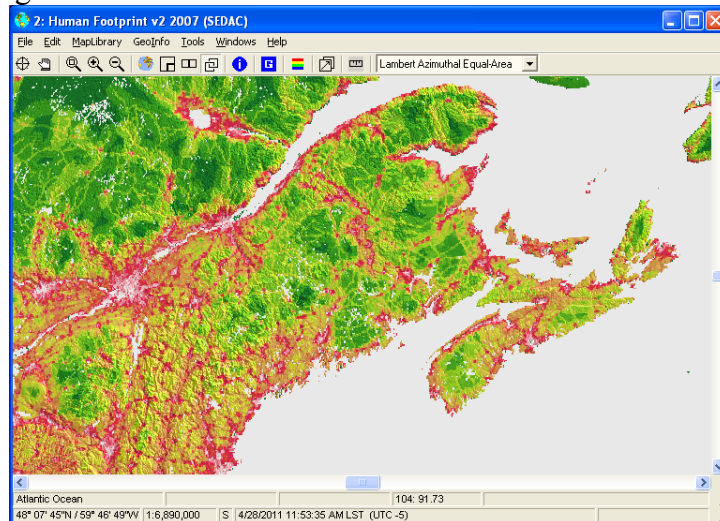 2: Human Footprint v2 2007 (SEDAC)
File Edit MapLibrary GeoInfo Tools Windows Help
Lambert Azimuthal Equal-Area
Atlantic Ocean 104: 91.73
48° 07' 45"N / 59° 46' 49"W 1:6,890,000 S 4/28/2011 11:53:35 AM LST (UTC -5)